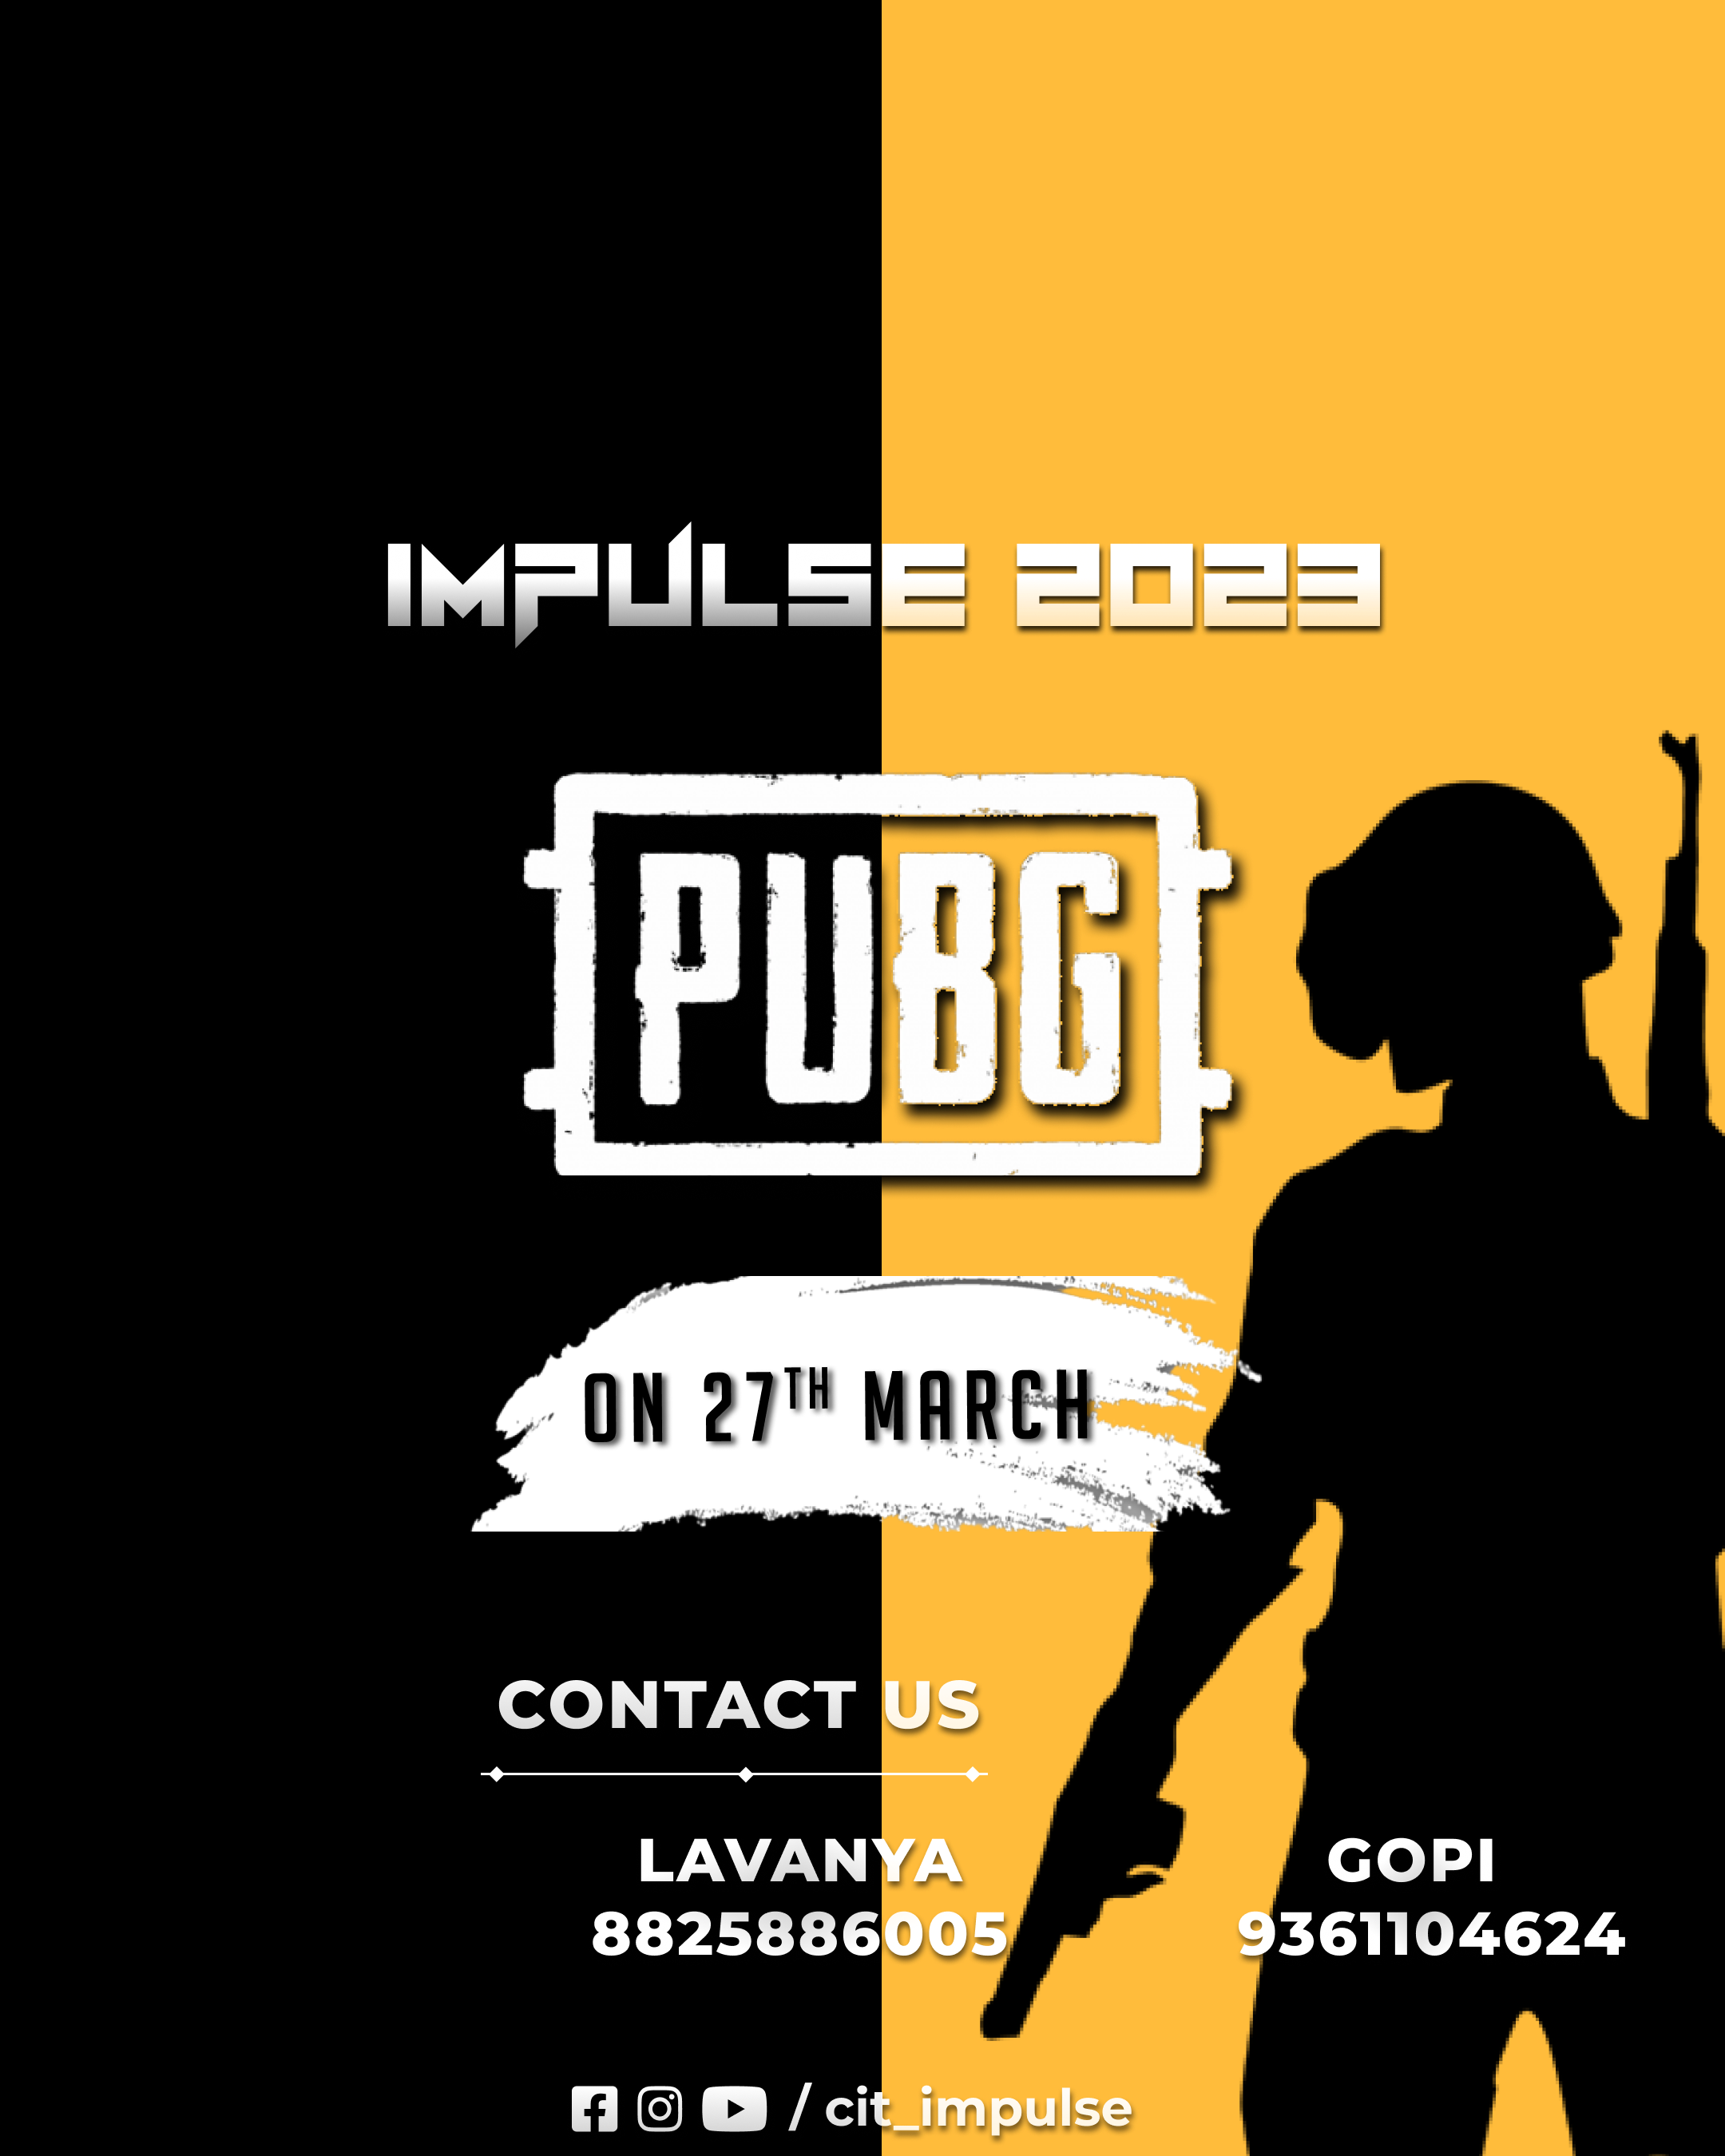 IMPULSE 2023
PUBG
ON 27TH MARCH
CONTACT US
LAVANYA
8825886005
GOPI
9361104624
/ cit_impulse